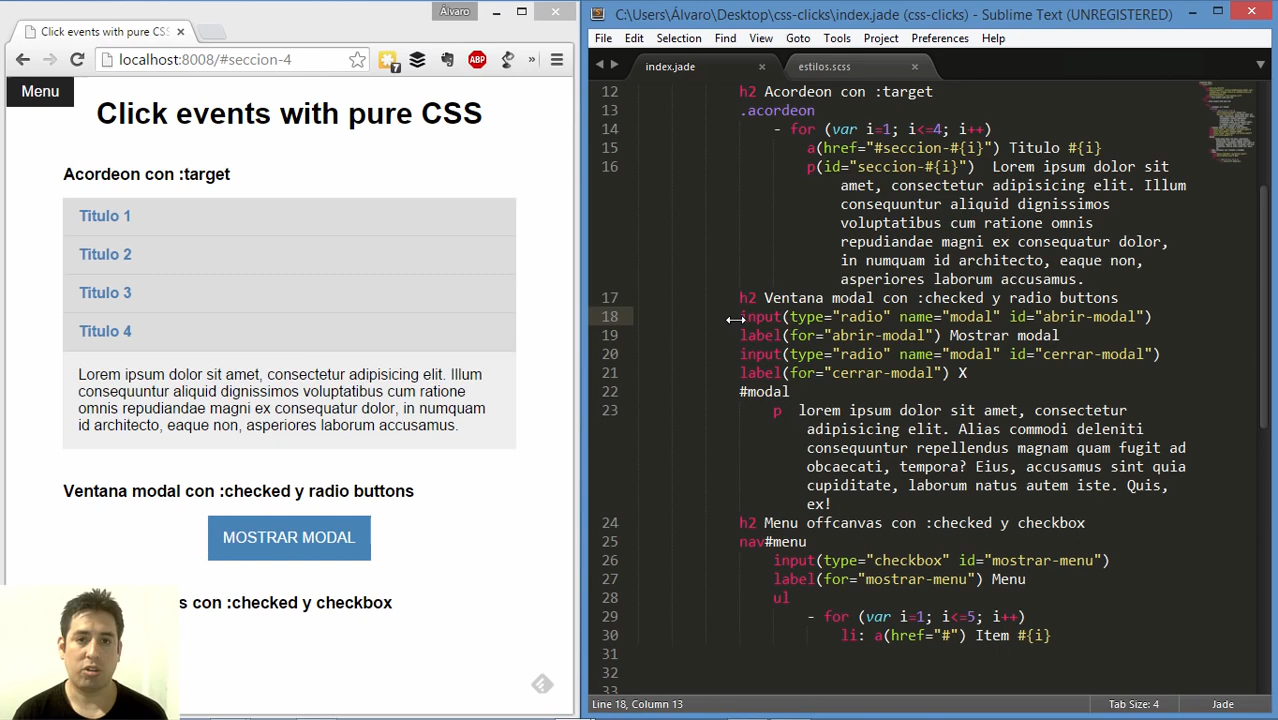 Álvaro
Click events with pure CSS
localhost:8008/#seccion-4
7
ABP
»
Menu
Click events with pure CSS
Acordeon con :target
Titulo 1
Titulo 2
Titulo 3
Titulo 4
Lorem ipsum dolor sit amet, consectetur adipisicing elit. Illum
consequuntur aliquid dignissimos voluptatibus cum ratione
omnis repudiandae magni ex consequatur dolor, in numquam
id architecto, eaque non, asperiores laborum accusamus.
Ventana modal con :checked y radio buttons
MOSTRAR MODAL
s con :checked y checkbox
C:\Users\Álvaro\Desktop\css-clicks\index.jade (css-clicks) - Sublime Text (UNREGISTERED)
File Edit Selection Find View Goto Tools Project Preferences Help
index.jade estilos.scss
12 h2 Acordeon con :target
13 .acordeon
14 - for (var i=1; i<=4; i++)
15 a(href="#seccion-#{i}") Titulo #{i}
16 p(id="seccion-#{i}") Lorem ipsum dolor sit
amet, consectetur adipisicing elit. Illum
consequuntur aliquid dignissimos
voluptatibus cum ratione omnis
repudiandae magni ex consequatur dolor,
in numquam id architecto, eaque non,
asperiores laborum accusamus.
17 h2 Ventana modal con :checked y radio buttons
18 input(type="radio" name="modal" id="abrir-modal")
19 label(for="abrir-modal") Mostrar modal
20 input(type="radio" name="modal" id="cerrar-modal")
21 label(for="cerrar-modal") X
22 #modal
23 p lorem ipsum dolor sit amet, consectetur
adipisicing elit. Alias commodi deleniti
consequuntur repellendus magnam quam fugit ad
obcaecati, tempora? Eius, accusamus sint quia
cupiditate, laborum natus autem iste. Quis,
ex!
24 h2 Menu offcanvas con :checked y checkbox
25 nav#menu
26 input(type="checkbox" id="mostrar-menu")
27 label(for="mostrar-menu") Menu
28 ul
29 - for (var i=1; i<=5; i++)
30 li: a(href="#") Item #{i}
31
32
33
Line 18, Column 13 Tab Size: 4 Jade